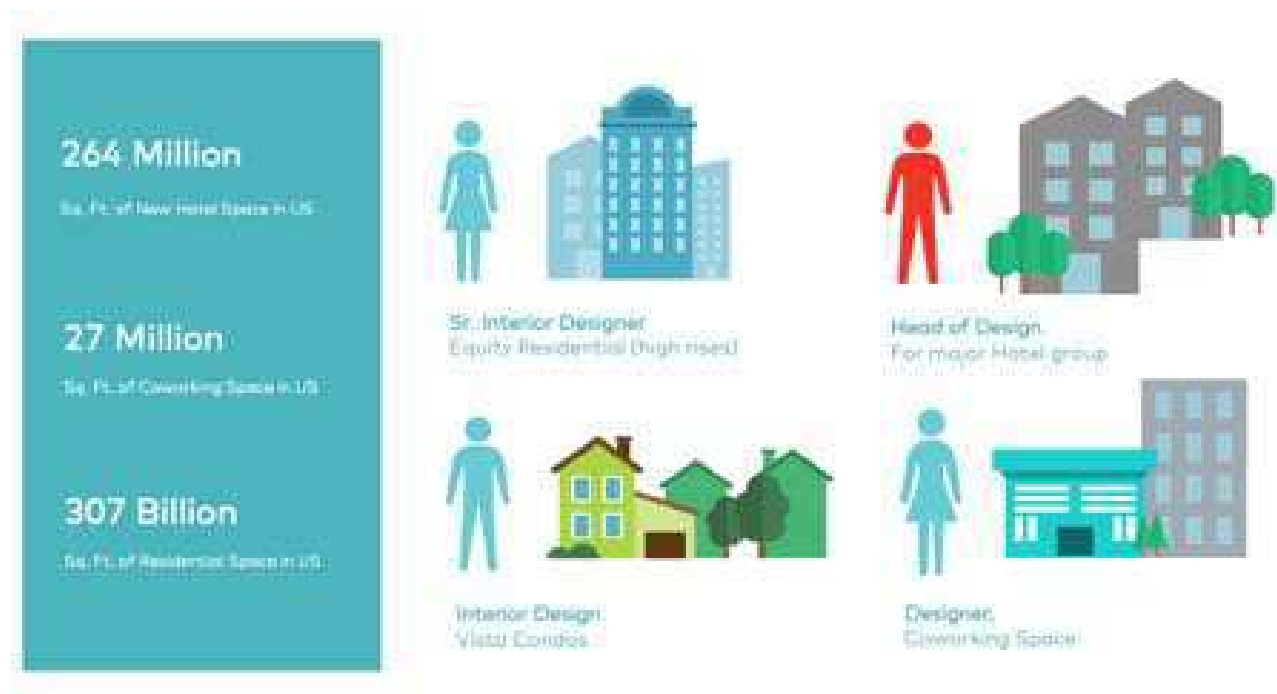 264 Million
Sq. Ft. of New Hotel Space in US
27 Million
Sq. Ft. of Coworking Space in US
307 Billion
Sq. Ft. of Residential Space in US
Sr. Interior Designer
Equity Residential (high rises)
Head of Design
For major Hotel group
Interior Design
Vista Condos
Designer,
Coworking Space